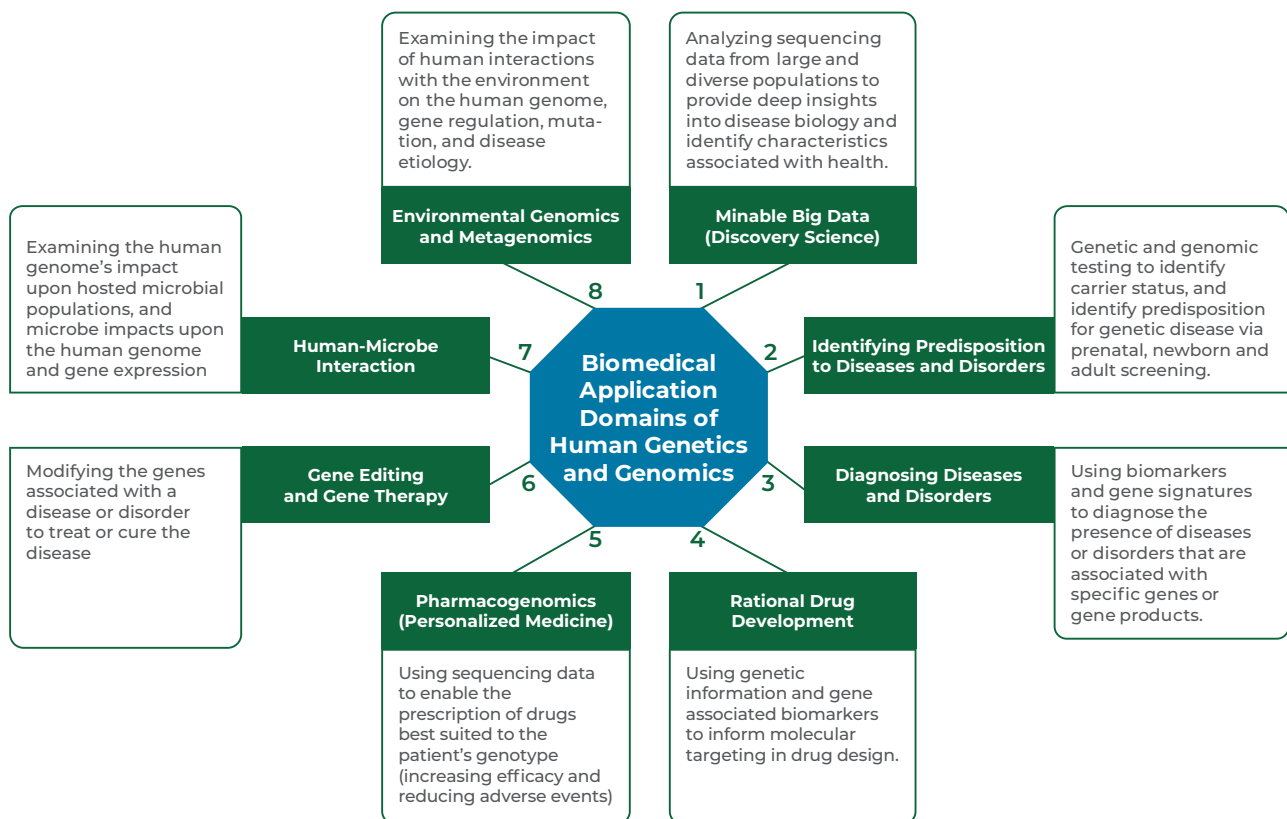 Biomedical
Application
Domains of
Human Genetics
and Genomics
1
Minable Big Data
(Discovery Science)
Analyzing sequencing
data from large and
diverse populations to
provide deep insights
into disease biology and
identify characteristics
associated with health.
2
Identifying Predisposition
to Diseases and Disorders
Genetic and genomic
testing to identify
carrier status, and
identify predisposition
for genetic disease via
prenatal, newborn and
adult screening.
3
Diagnosing Diseases
and Disorders
Using biomarkers
and gene signatures
to diagnose the
presence of diseases
or disorders that are
associated with
specific genes or
gene products.
4
Rational Drug
Development
Using genetic
information and gene
associated biomarkers
to inform molecular
targeting in drug design.
5
Pharmacogenomics
(Personalized Medicine)
Using sequencing data
to enable the
prescription of drugs
best suited to the
patient's genotype
(increasing efficacy and
reducing adverse events)
6
Gene Editing
and Gene Therapy
Modifying the genes
associated with a
disease or disorder
to treat or cure the
disease
7
Human-Microbe
Interaction
Examining the human
genome's impact
upon hosted microbial
populations, and
microbe impacts upon
the human genome
and gene expression
8
Environmental Genomics
and Metagenomics
Examining the impact
of human interactions
with the environment
on the human genome,
gene regulation, muta-
tion, and disease
etiology.